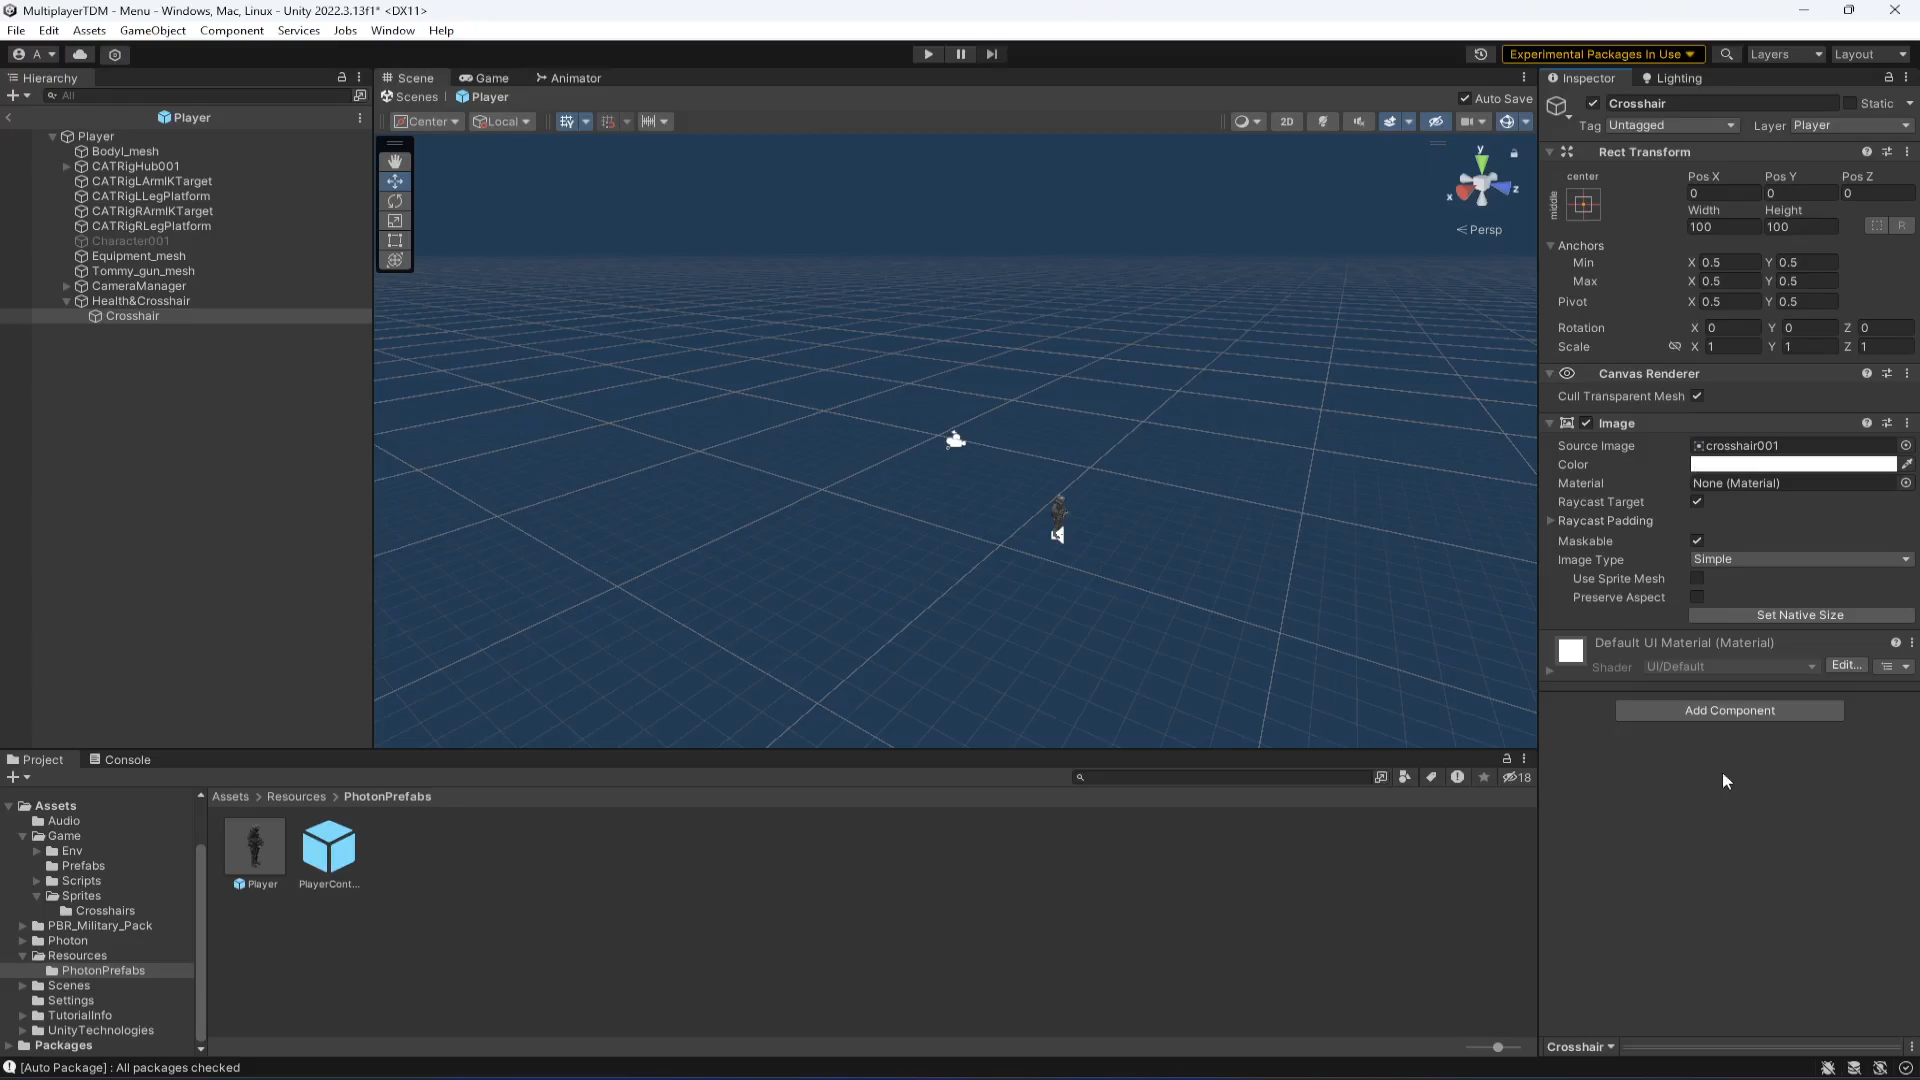 MultiplayerTDM - Menu - Windows, Mac, Linux - Unity 2022.3.13f1* <DX11>
File Edit Assets GameObject Component Services Jobs Window Help
A Experimental Packages In Use Layers Layout
Hierarchy Scene Game Animator Inspector Lighting
All Scenes Player Auto Save Crosshair Static
Player Center Local 2D Tag Untagged Layer Player
Player
Bodyl_mesh
CATRigHub001
CATRigLArmIKTarget
CATRigLLegPlatform
CATRigRArmIKTarget
CATRigRLegPlatform
Character001
Equipment_mesh
Tommy_gun_mesh
CameraManager
Health&Crosshair
Crosshair
y
x z
Persp
Rect Transform
center Pos X Pos Y Pos Z
middle 0 0 0
Width Height
100 100 R
Anchors
Min X 0.5 Y 0.5
Max X 0.5 Y 0.5
Pivot X 0.5 Y 0.5
Rotation X 0 Y 0 Z 0
Scale X 1 Y 1 Z 1
Canvas Renderer
Cull Transparent Mesh
Image
Source Image crosshair001
Color
Material None (Material)
Raycast Target
Raycast Padding
Maskable
Image Type Simple
Use Sprite Mesh
Preserve Aspect
Set Native Size
Default UI Material (Material)
Shader UI/Default Edit...
Add Component
Project Console
18
Assets > Resources > PhotonPrefabs
Assets
Audio
Game
Env
Prefabs
Scripts
Sprites
Crosshairs
PBR_Military_Pack
Photon
Resources
PhotonPrefabs
Scenes
Settings
TutorialInfo
UnityTechnologies
Packages
Player PlayerCont...
Crosshair
[Auto Package] : All packages checked